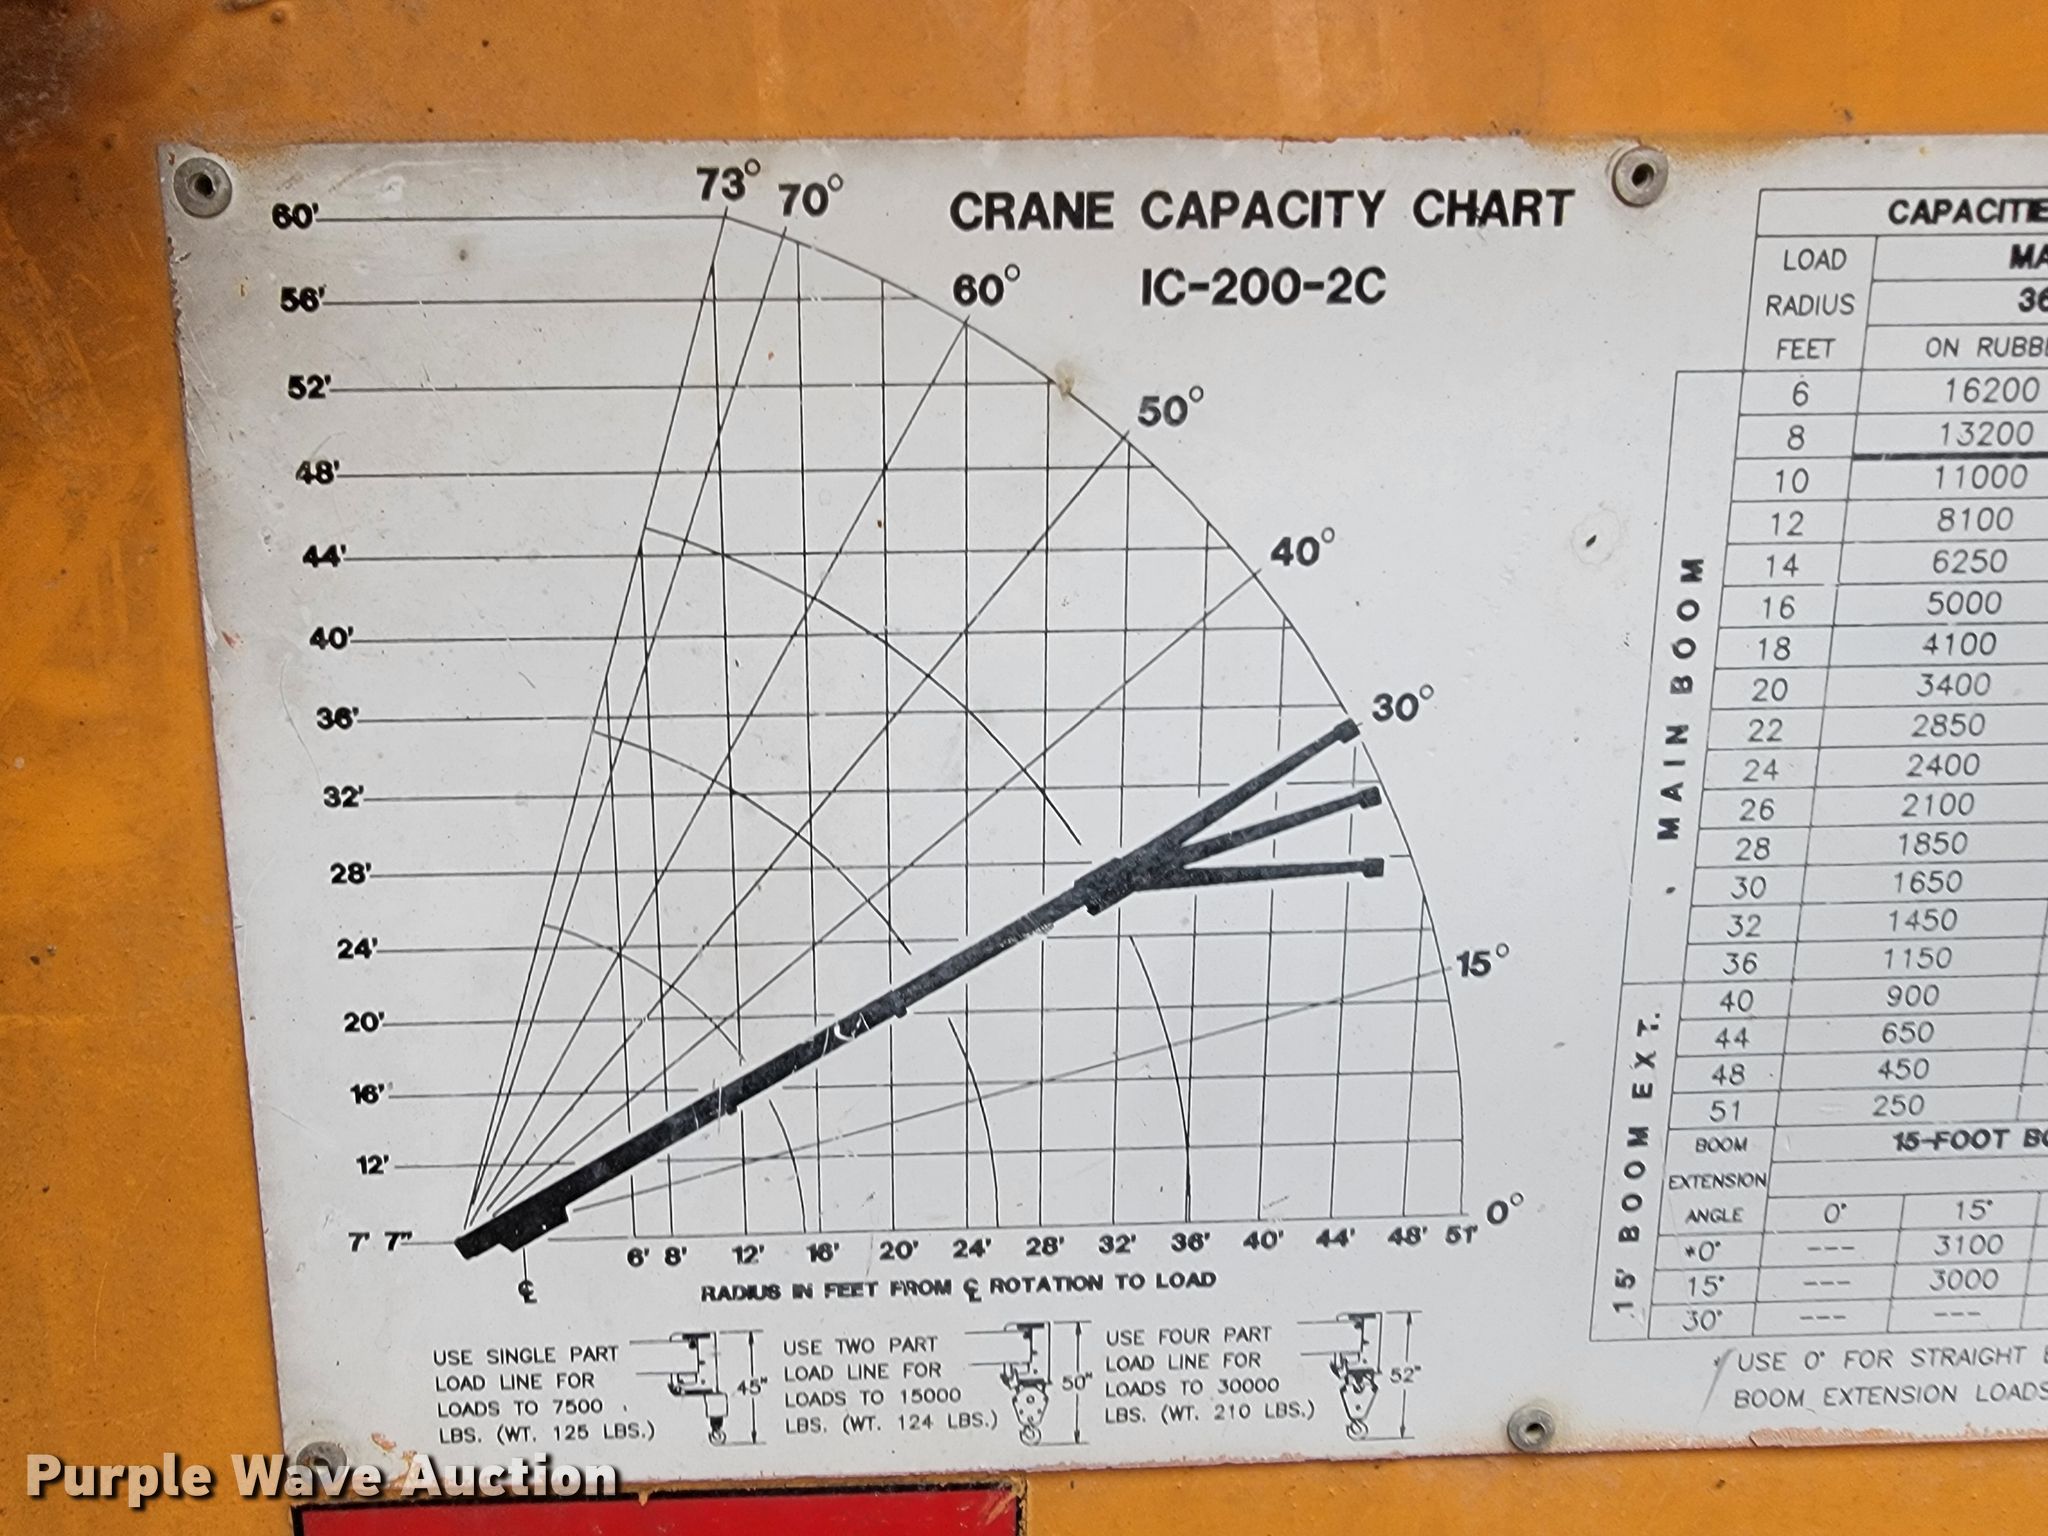 CRANE CAPACITY CHART
IC-200-2C
73° 70° 60° 50° 40° 30° 15° 0°
60'
56'
52'
48'
44'
40'
36'
32'
28'
24'
20'
16'
12'
7' 7"
6' 8' 12' 16' 20' 24' 28' 32' 36' 40' 44' 48' 51'
℄
RADIUS IN FEET FROM ℄ ROTATION TO LOAD
USE SINGLE PART
LOAD LINE FOR
LOADS TO 7500
LBS. (WT. 125 LBS.)
45"
USE TWO PART
LOAD LINE FOR
LOADS TO 15000
LBS. (WT. 124 LBS.)
50"
USE FOUR PART
LOAD LINE FOR
LOADS TO 30000
LBS. (WT. 210 LBS.)
52"
LOAD
RADIUS
FEET
ON
MAIN BOOM
6 16200
8 13200
10 11000
12 8100
14 6250
16 5000
18 4100
20 3400
22 2850
24 2400
26 2100
28 1850
30 1650
32 1450
36 1150
15' BOOM EXT.
40 900
44 650
48 450
51 250
BOOM
EXTENSION
ANGLE
15-FOOT
0° 15°
*0° --- 3100
15° --- 3000
30° --- ---
* USE 0° FOR STRAIGHT
BOOM EXTENSION LOADS
Purple Wave Auction